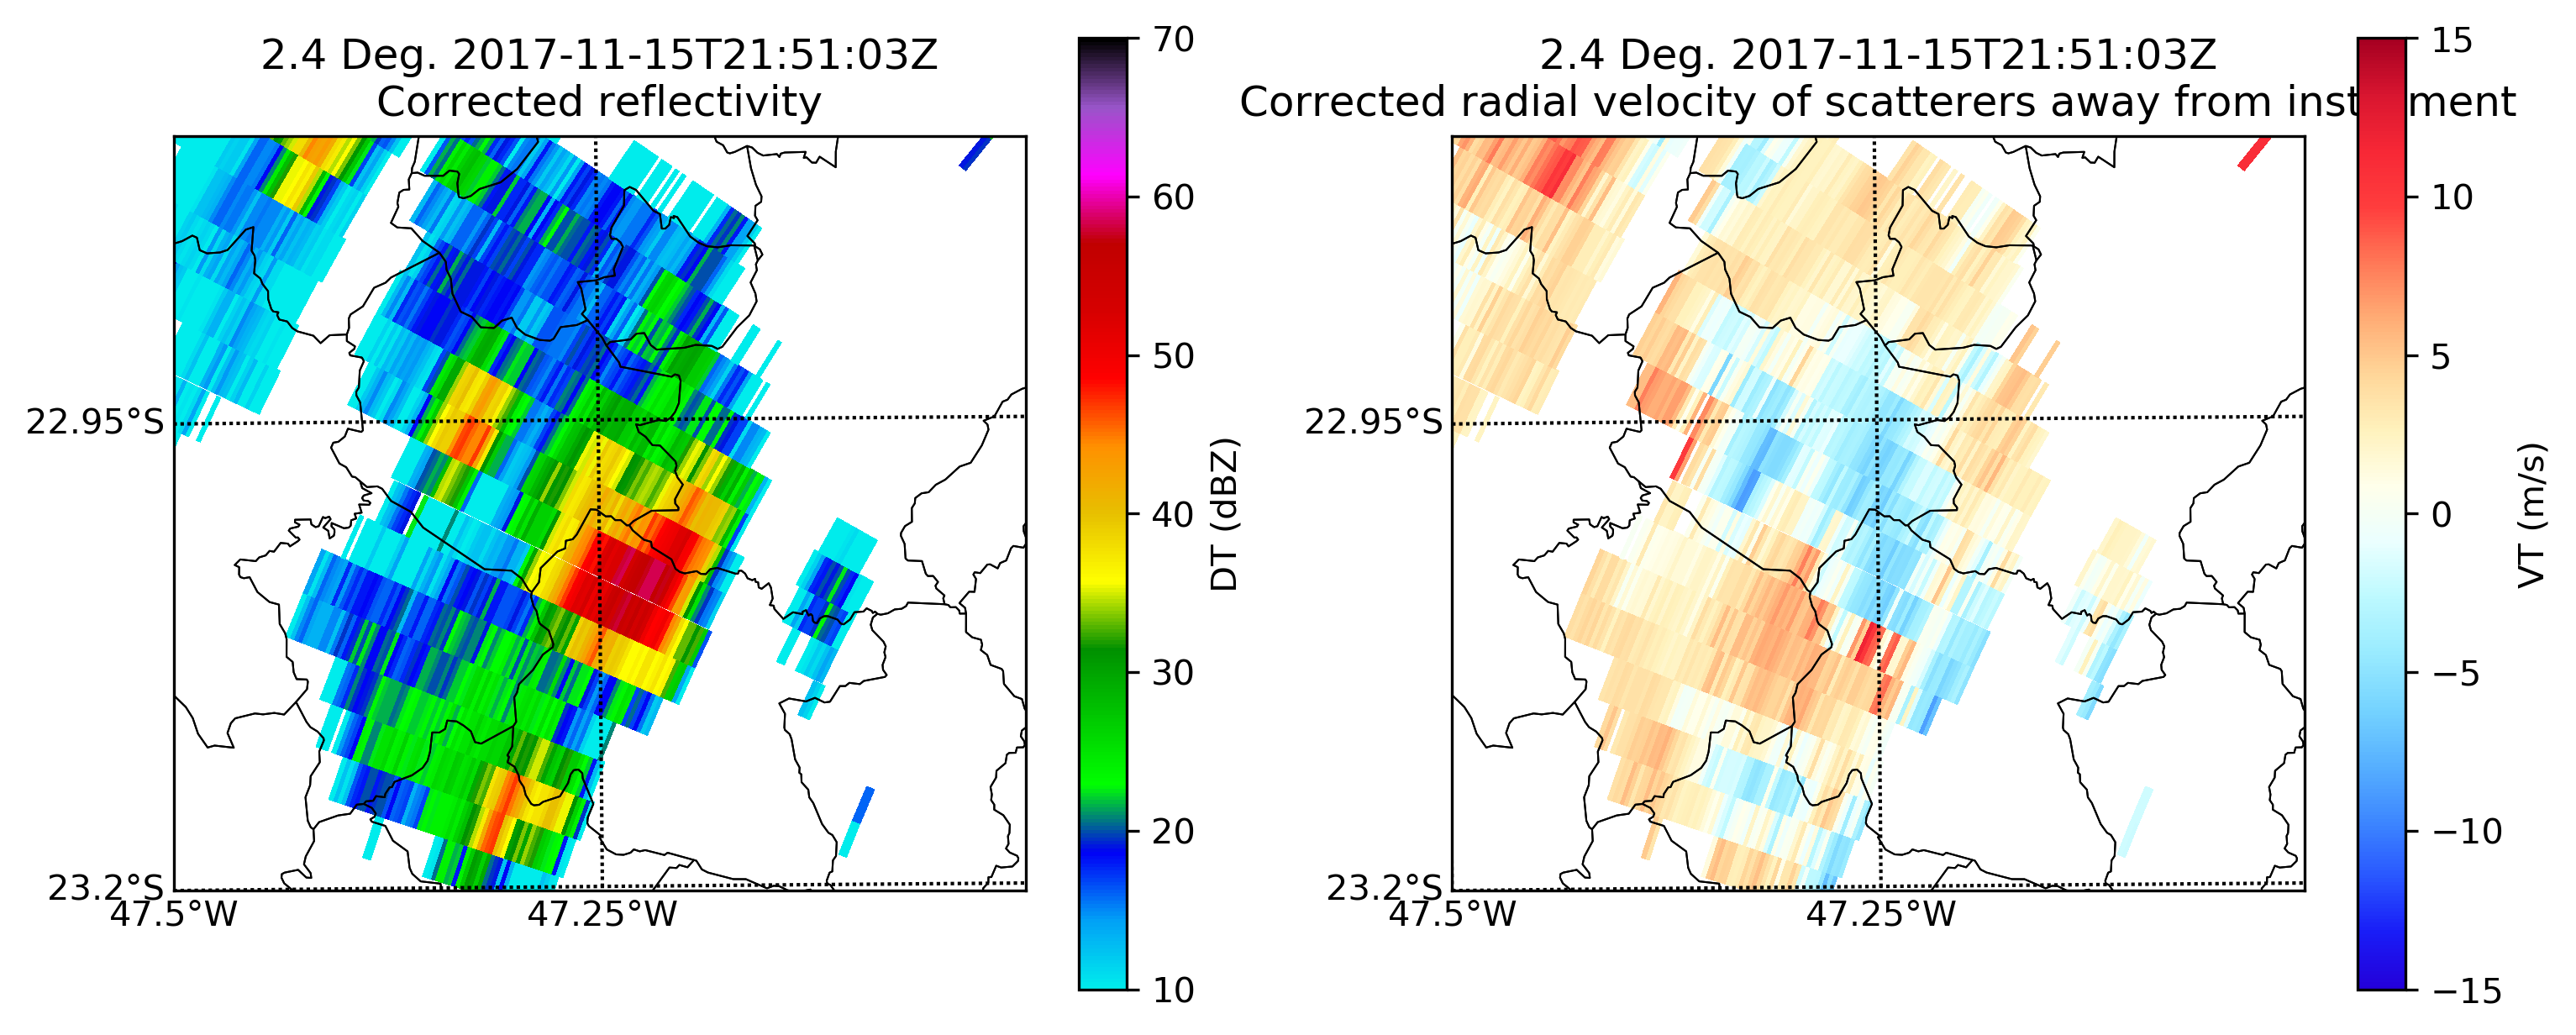 2.4 Deg. 2017-11-15T21:51:03Z
Corrected reflectivity
22.95°S
23.2°S
47.5°W
47.25°W
70
60
50
40
30
20
10
DT (dBZ)
2.4 Deg. 2017-11-15T21:51:03Z
Corrected radial velocity of scatterers away from inst ment
22.95°S
23.2°S
47.5°W
47.25°W
15
10
5
0
−5
−10
−15
VT (m/s)